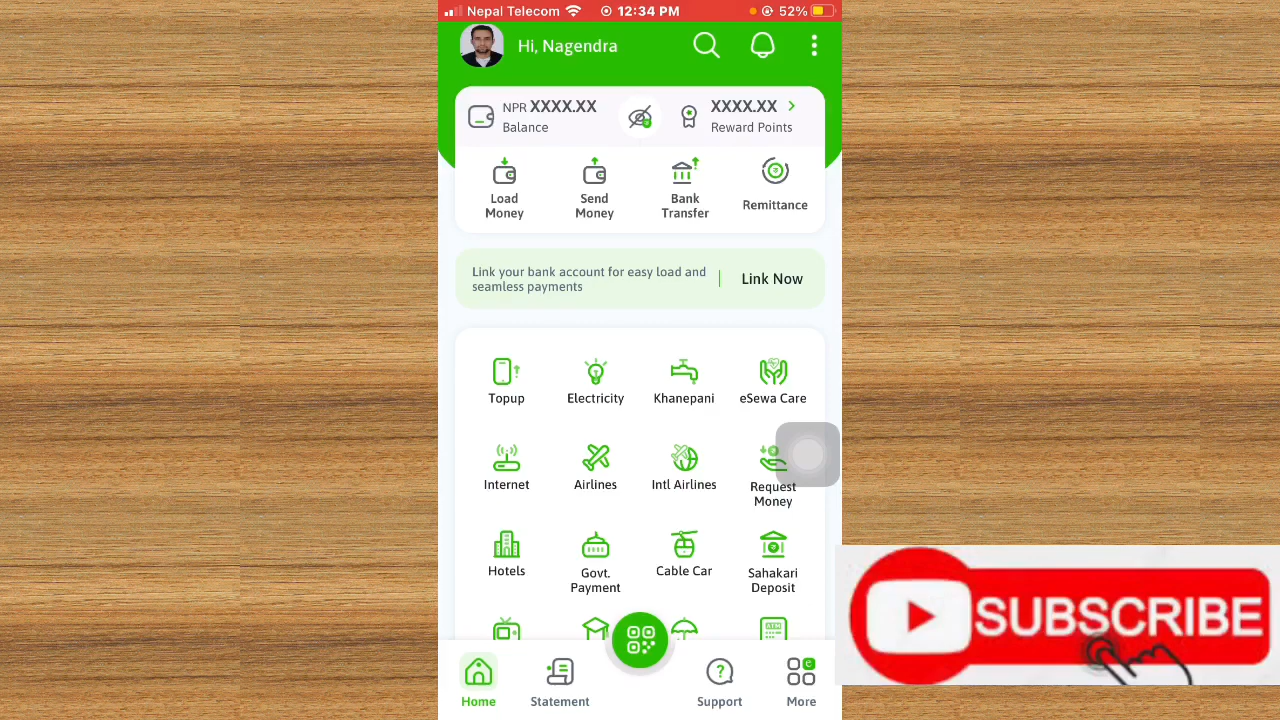 Nepal Telecom 12:34 PM 52%
Hi, Nagendra
NPR XXXX.XX XXXX.XX
Balance Reward Points
Load Money
Send Money
Bank Transfer
Remittance
Link your bank account for easy load and
seamless payments
Link Now
Topup Electricity Khanepani eSewa Care
Internet Airlines Intl Airlines Request
Money
Hotels Govt.
Payment
Cable Car Sahakari
Deposit
ATM
SUBSCRIBE
Home Statement Support More